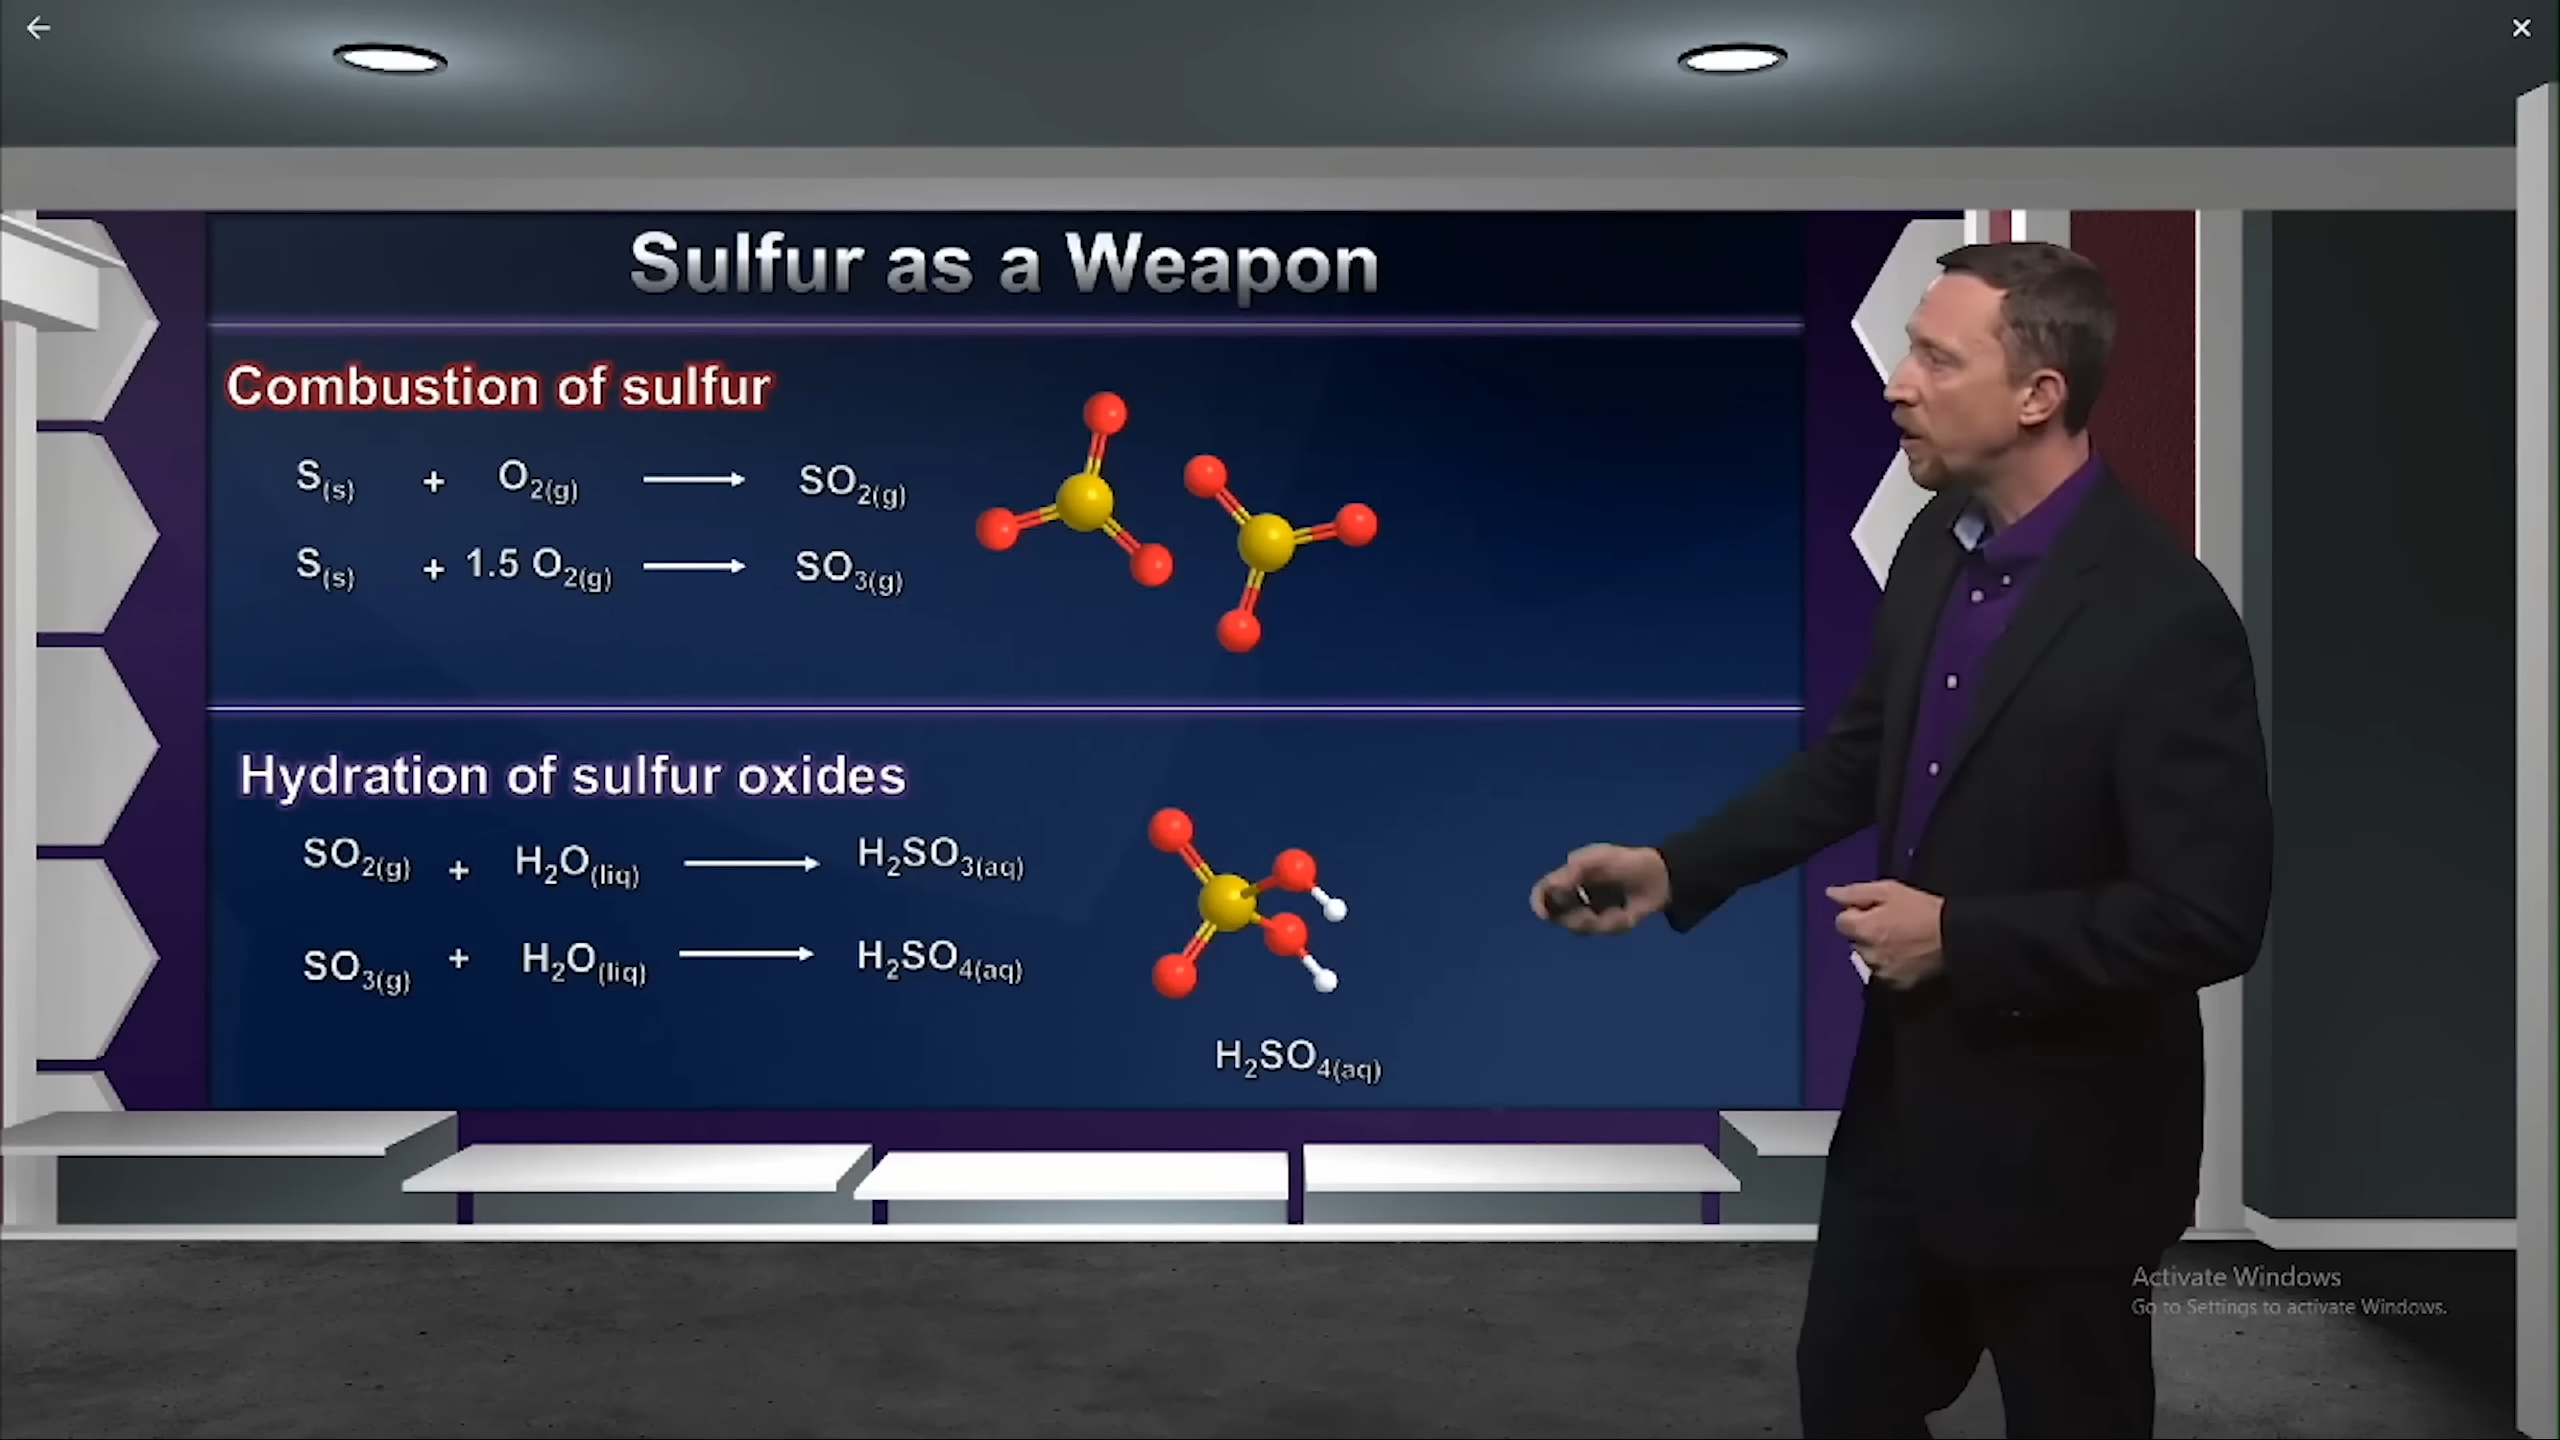 Sulfur as a Weapon
Combustion of sulfur
S(s) + O2(g) ⟶ SO2(g)
S(s) + 1.5 O2(g) ⟶ SO3(g)
Hydration of sulfur oxides
SO2(g) + H2O(liq) ⟶ H2SO3(aq)
SO3(g) + H2O(liq) ⟶ H2SO4(aq)
H2SO4(aq)
Activate Windows
Go to Settings to activate Windows.